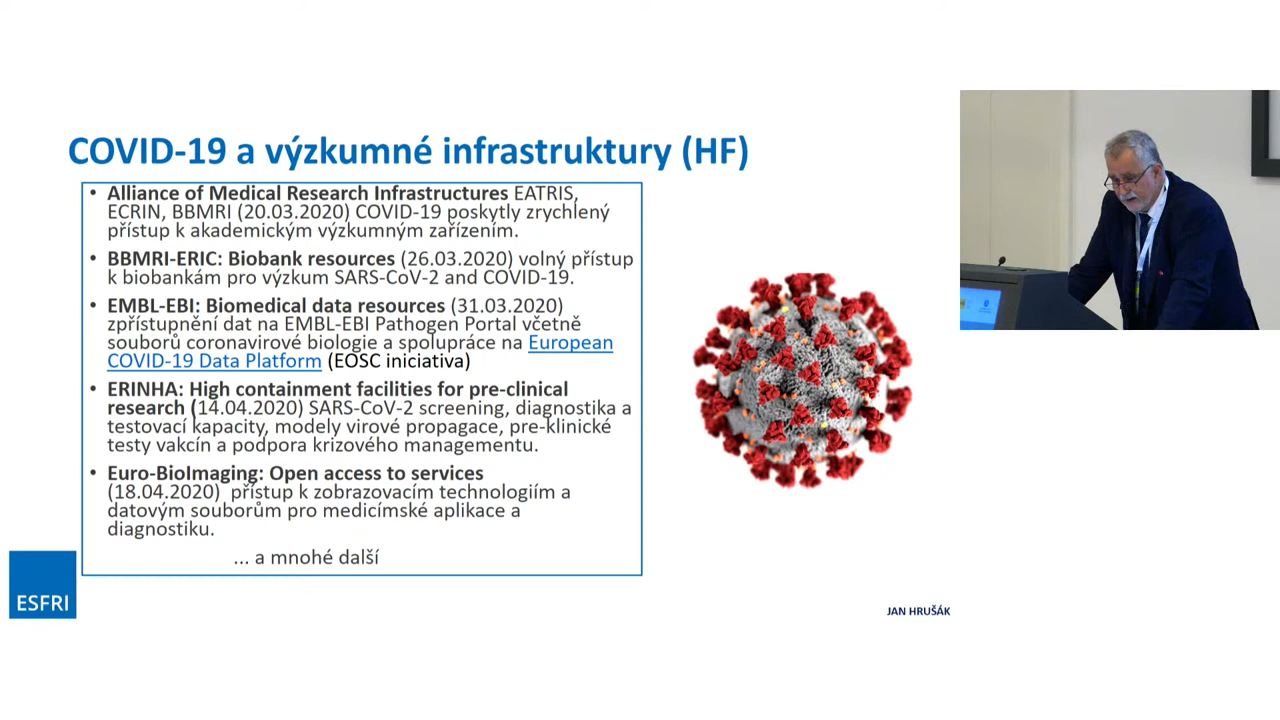 COVID-19 a výzkumné infrastruktury (HF)
• Alliance of Medical Research Infrastructures EATRIS,
ECRIN, BBMRI (20.03.2020) COVID-19 poskytly zrychlený
přístup k akademickým výzkumným zařízením.
• BBMRI-ERIC: Biobank resources (26.03.2020) volný přístup
k biobankám pro výzkum SARS-CoV-2 and COVID-19.
• EMBL-EBI: Biomedical data resources (31.03.2020)
zpřístupnění dat na EMBL-EBI Pathogen Portal včetně
souborů coronavirové biologie a spolupráce na European
COVID-19 Data Platform (EOSC iniciativa)
• ERINHA: High containment facilities for pre-clinical
research (14.04.2020) SARS-CoV-2 screening, diagnostika a
testovací kapacity, modely virové propagace, pre-klinické
testy vakcín a podpora krizového managementu.
• Euro-BioImaging: Open access to services
(18.04.2020) přístup k zobrazovacím technologiím a
datovým souborům pro medicímské aplikace a
diagnostiku.
... a mnohé další
ESFRI
JAN HRUŠÁK